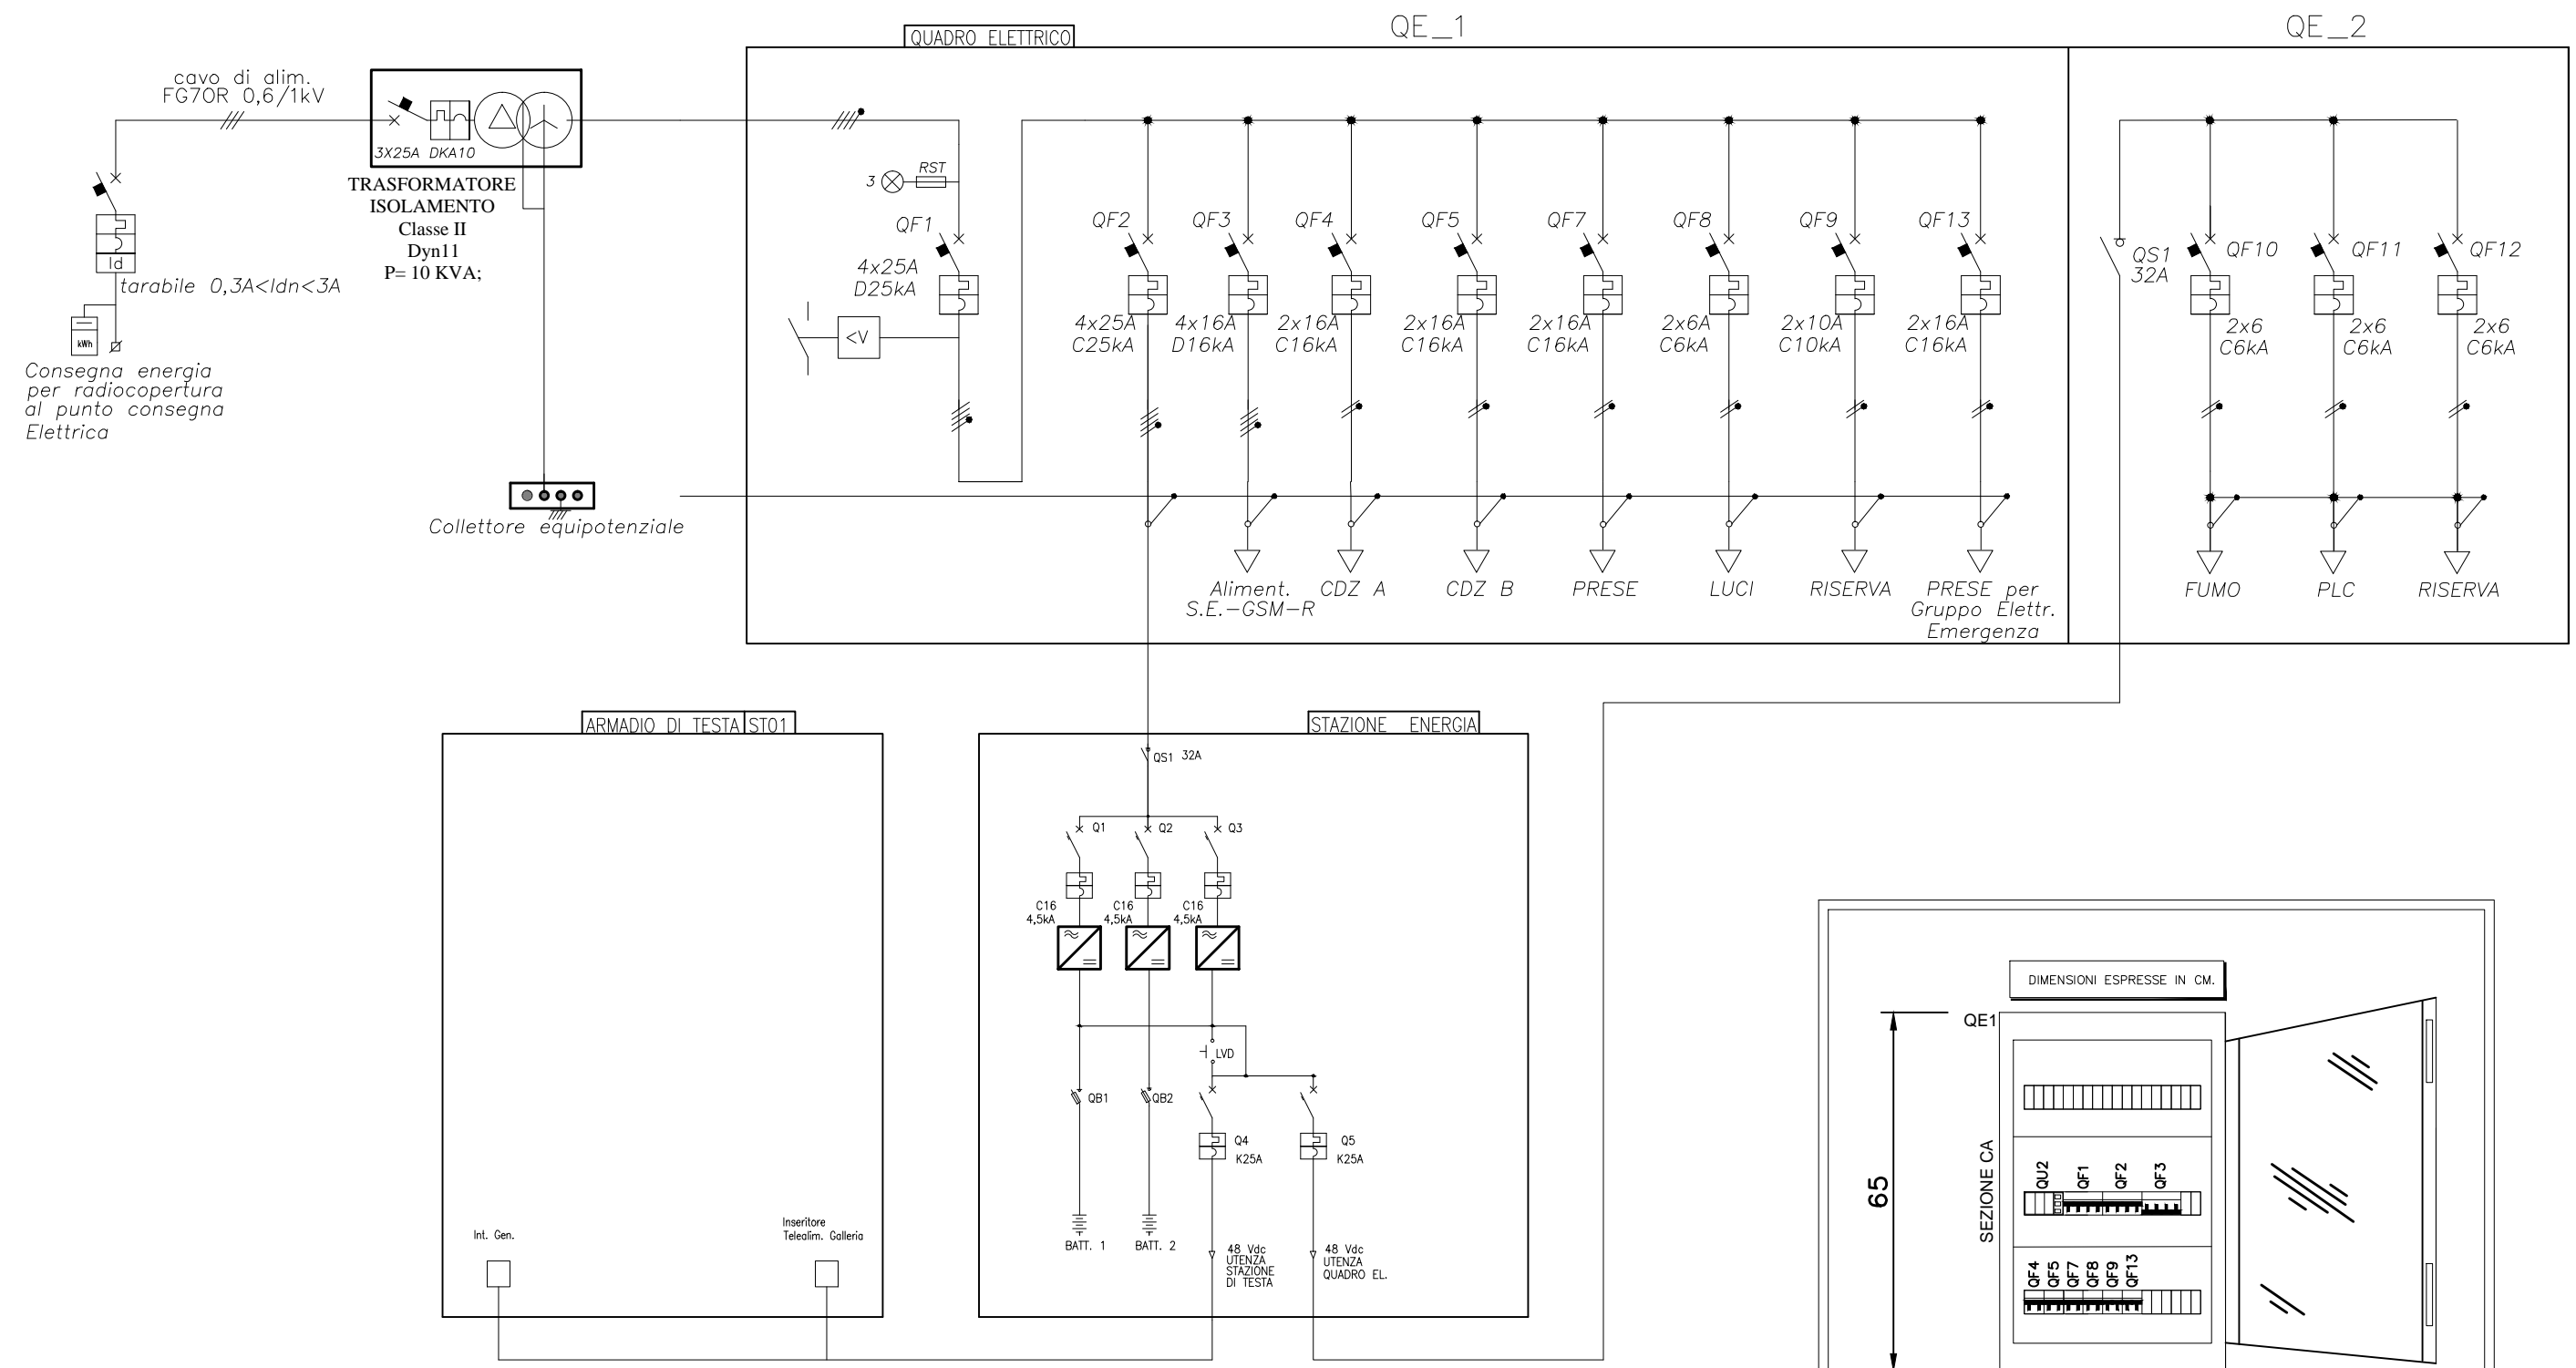 QE_1
QE_2
QUADRO ELETTRICO
cavo di alim.
FG7OR 0,6/1kV
3X25A DKA10
TRASFORMATORE
ISOLAMENTO
Classe II
Dyn11
P= 10 KVA;
Id
tarabile 0,3A<Idn<3A
kWh
Consegna energia
per radiocopertura
al punto consegna
Elettrica
Collettore equipotenziale
3
RST
QF1
4x25A
D25kA
<V
QF2
4x25A
C25kA
QF3
4x16A
D16kA
Aliment.
S.E.-GSM-R
QF4
2x16A
C16kA
CDZ A
QF5
2x16A
C16kA
CDZ B
QF7
2x16A
C16kA
PRESE
QF8
2x6A
C6kA
LUCI
QF9
2x10A
C10kA
RISERVA
QF13
2x16A
C16kA
PRESE per
Gruppo Elettr.
Emergenza
QS1
32A
QF10
2x6
C6kA
FUMO
QF11
2x6
C6kA
PLC
QF12
2x6
C6kA
RISERVA
ARMADIO DI TESTA ST01
Int. Gen.
Inseritore
Telealim. Galleria
STAZIONE ENERGIA
QS1 32A
Q1
Q2
Q3
C16
4,5kA
C16
4,5kA
C16
4,5kA
LVD
QB1
QB2
Q4
K25A
Q5
K25A
BATT. 1
BATT. 2
48 Vdc
UTENZA
STAZIONE
DI TESTA
48 Vdc
UTENZA
QUADRO EL.
DIMENSIONI ESPRESSE IN CM.
QE1
65
SEZIONE CA
QU2
QF1
QF2
QF3
QF4
QF5
QF7
QF8
QF9
QF13